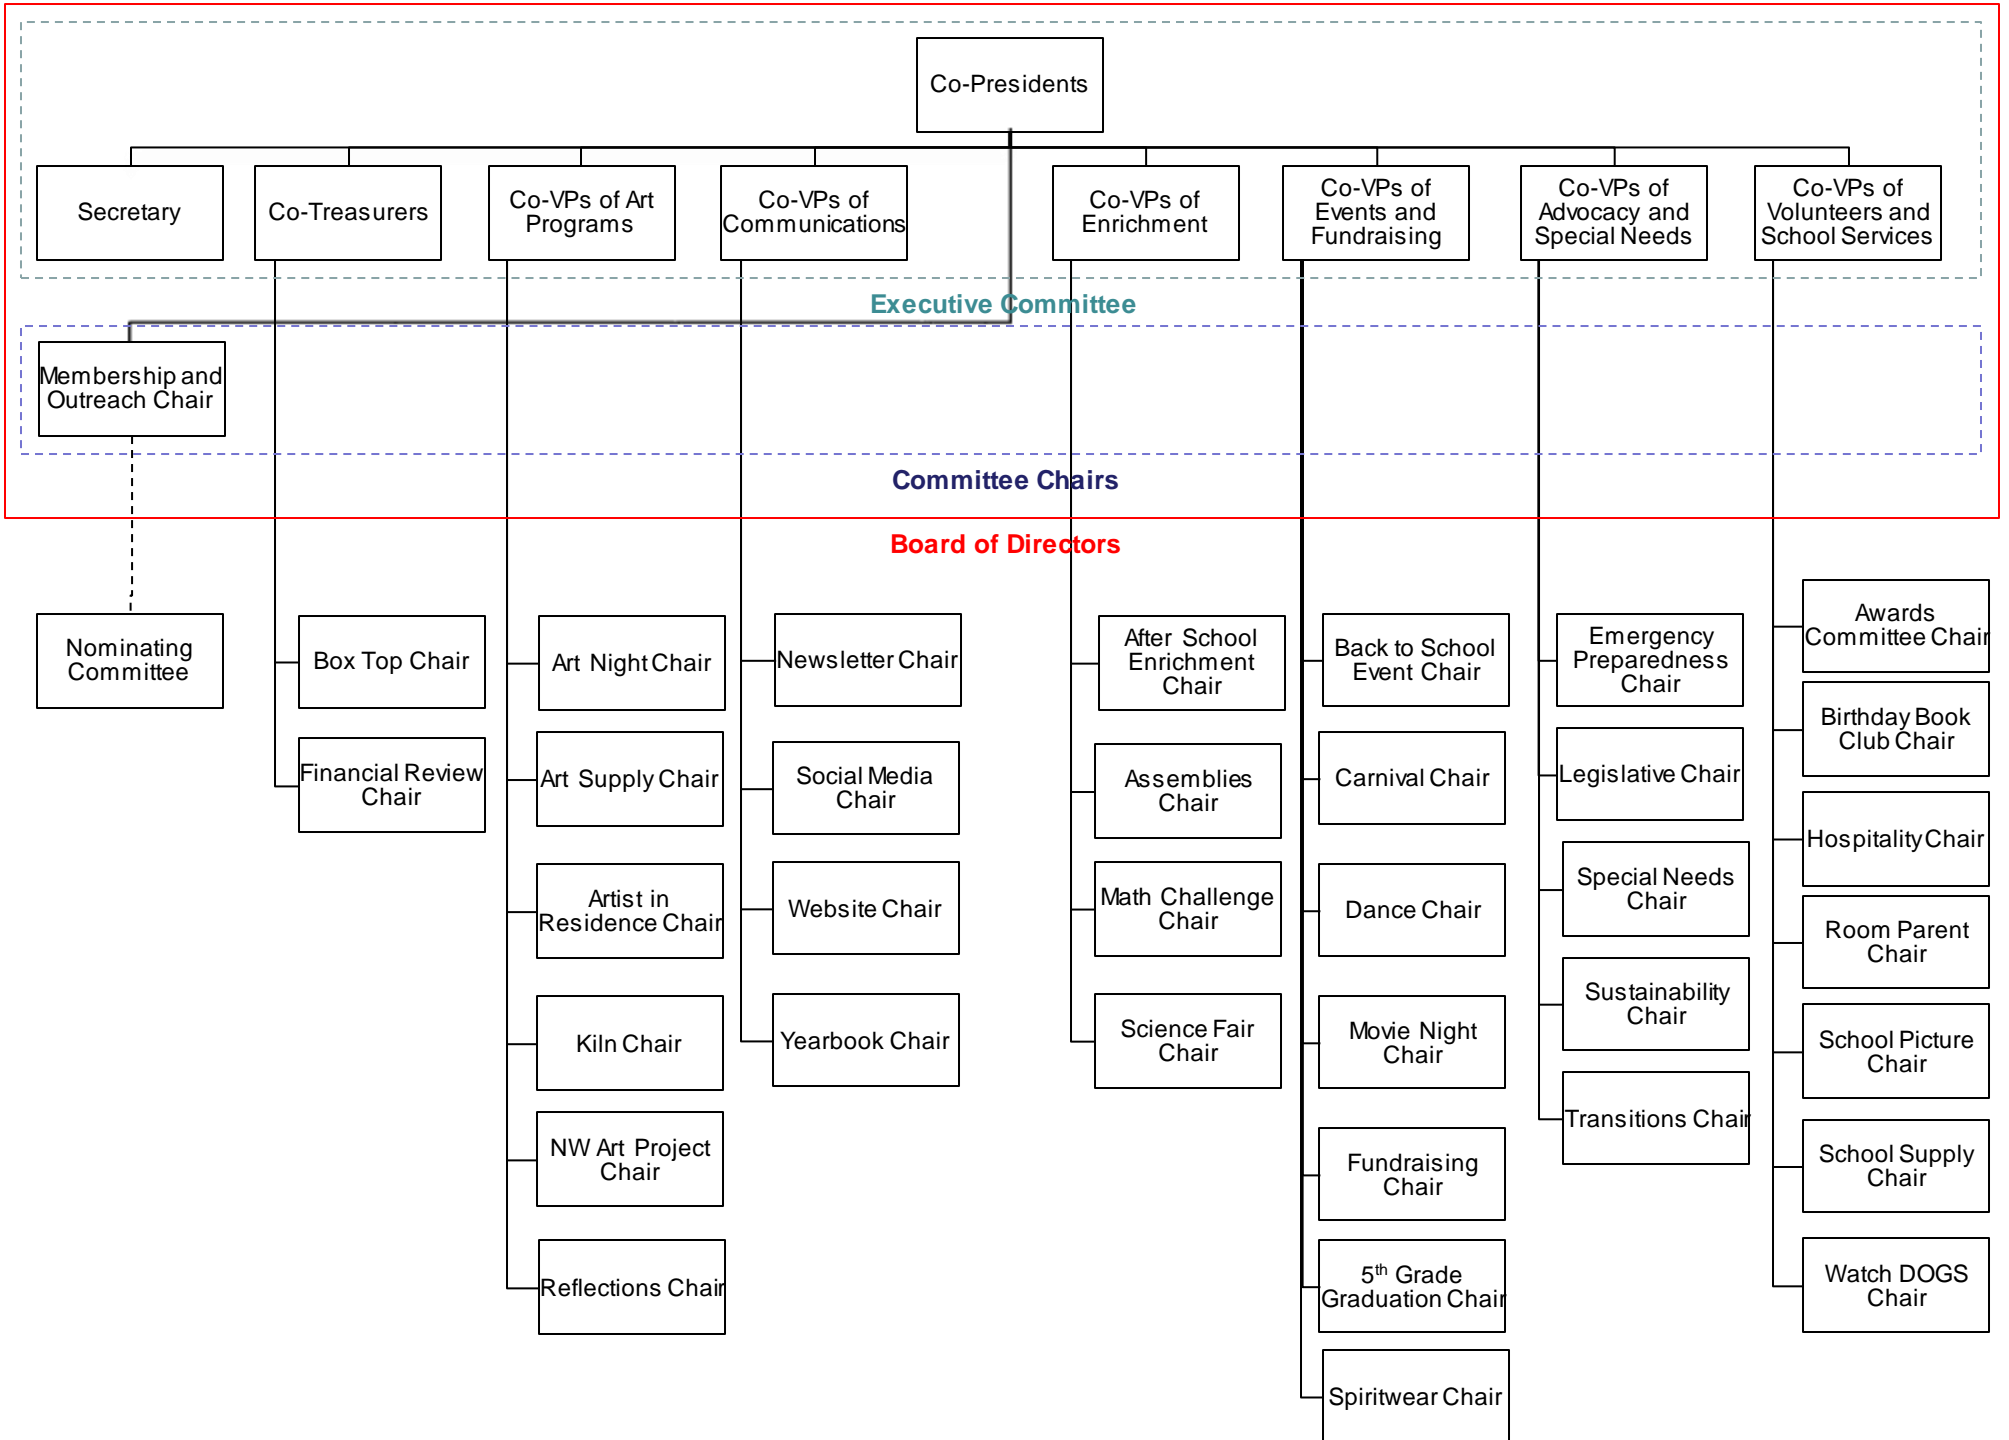 Co-Presidents
Secretary
Co-Treasurers
Co-VPs of Art
Programs
Co-VPs of
Communications
Co-VPs of
Enrichment
Co-VPs of
Events and
Fundraising
Co-VPs of
Advocacy and
Special Needs
Co-VPs of
Volunteers and
School Services
Executive Committee
Membership and
Outreach Chair
Committee Chairs
Board of Directors
Nominating
Committee
Box Top Chair
Financial Review
Chair
Art Night Chair
Art Supply Chair
Artist in
Residence Chair
Kiln Chair
NW Art Project
Chair
Reflections Chair
Newsletter Chair
Social Media
Chair
Website Chair
Yearbook Chair
After School
Enrichment
Chair
Assemblies
Chair
Math Challenge
Chair
Science Fair
Chair
Back to School
Event Chair
Carnival Chair
Dance Chair
Movie Night
Chair
Fundraising
Chair
5th Grade
Graduation Chair
Spiritwear Chair
Emergency
Preparedness
Chair
Legislative Chair
Special Needs
Chair
Sustainability
Chair
Transitions Chair
Awards
Committee Chair
Birthday Book
Club Chair
Hospitality Chair
Room Parent
Chair
School Picture
Chair
School Supply
Chair
Watch DOGS
Chair